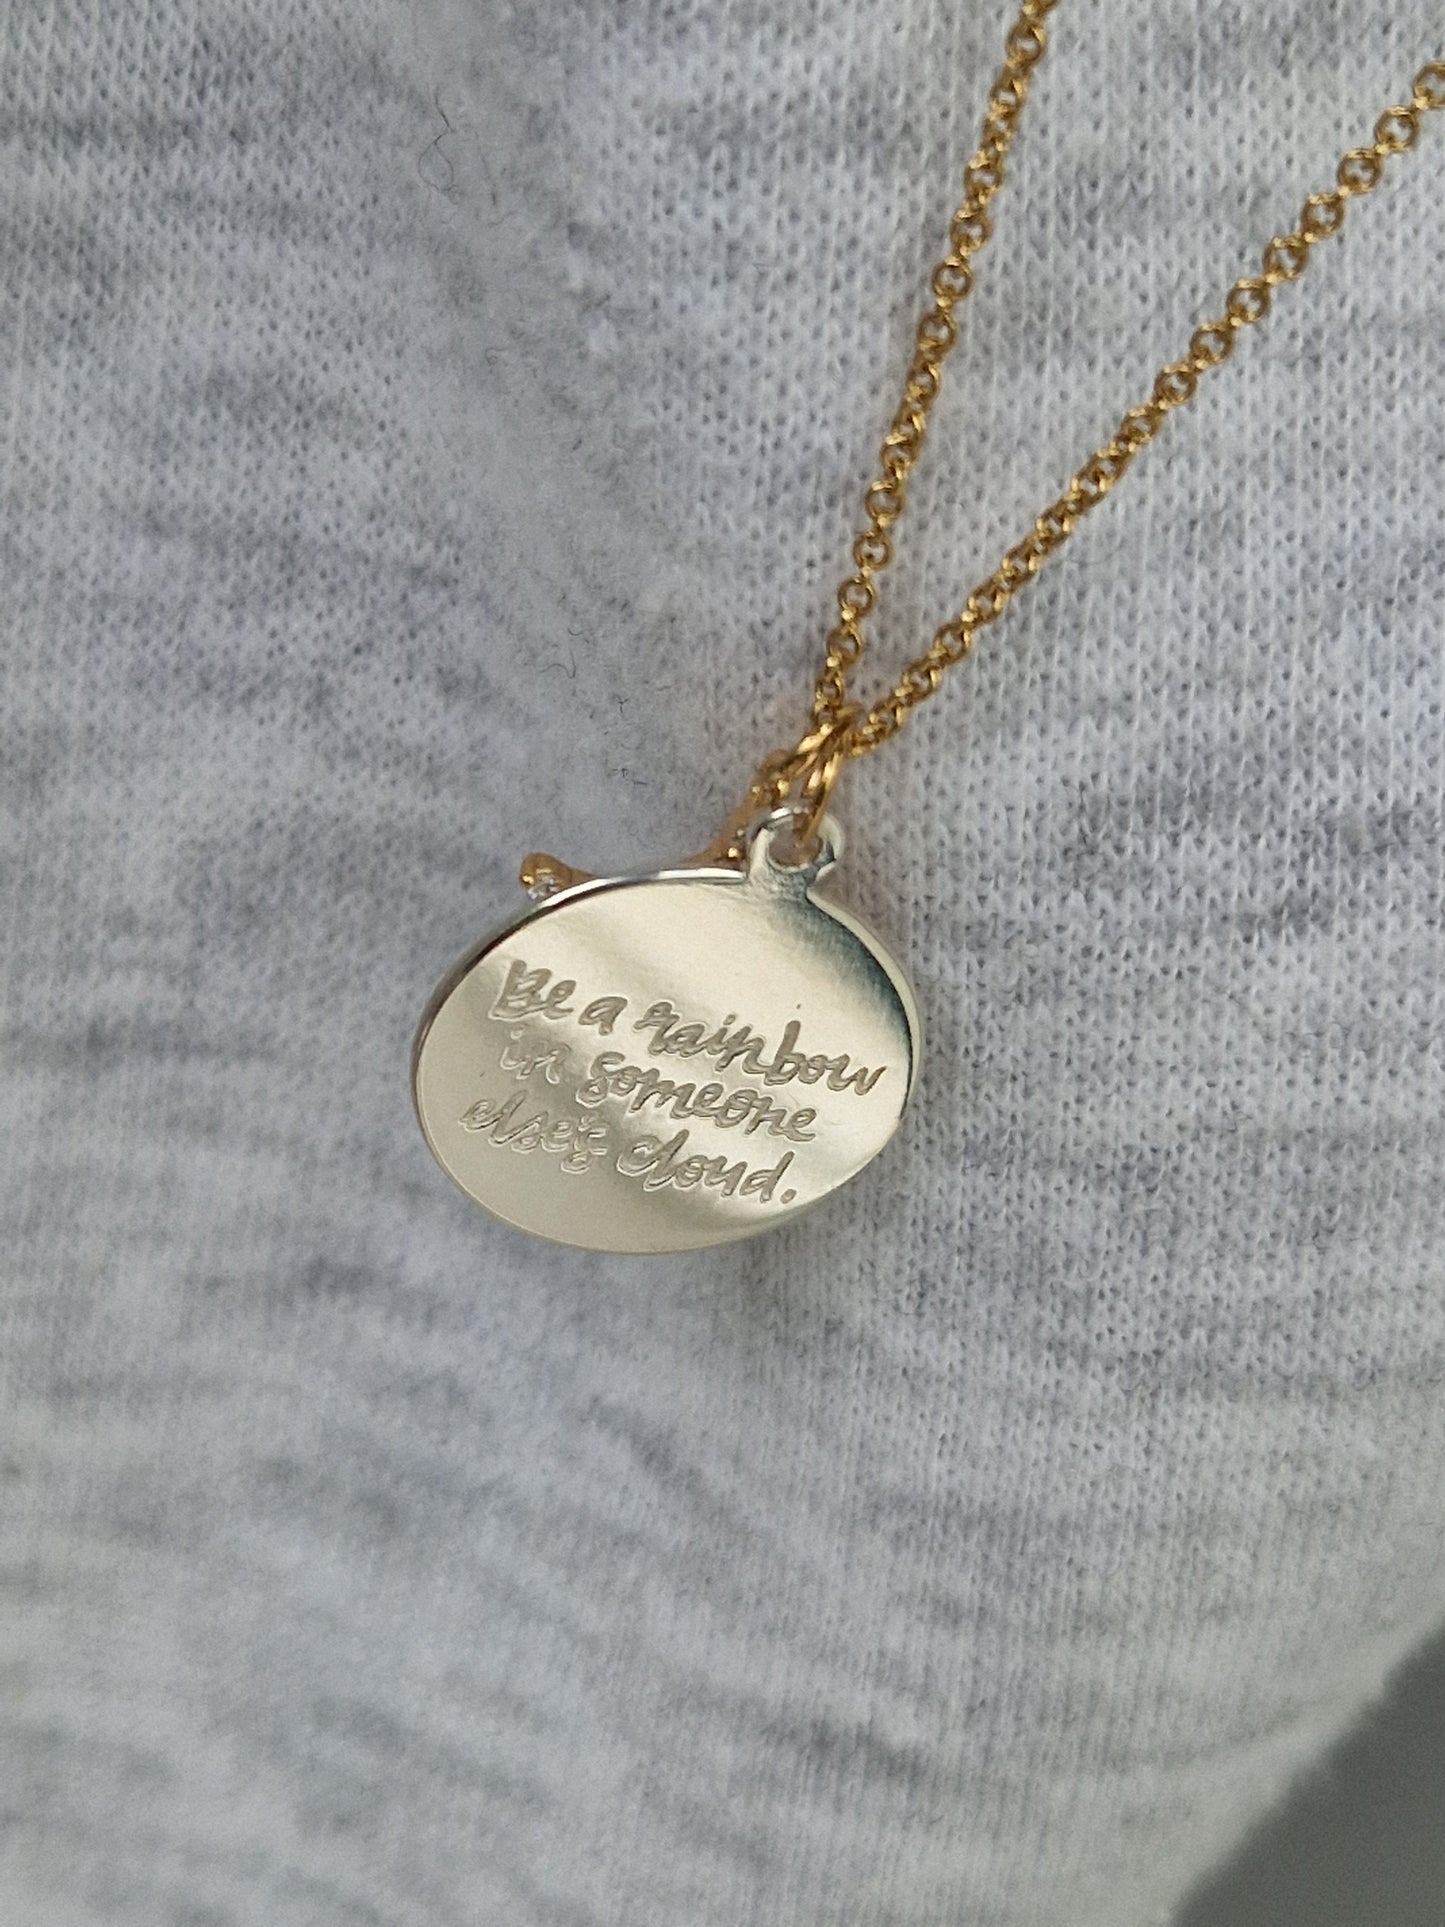 Be a rainbow
in someone
else's cloud.